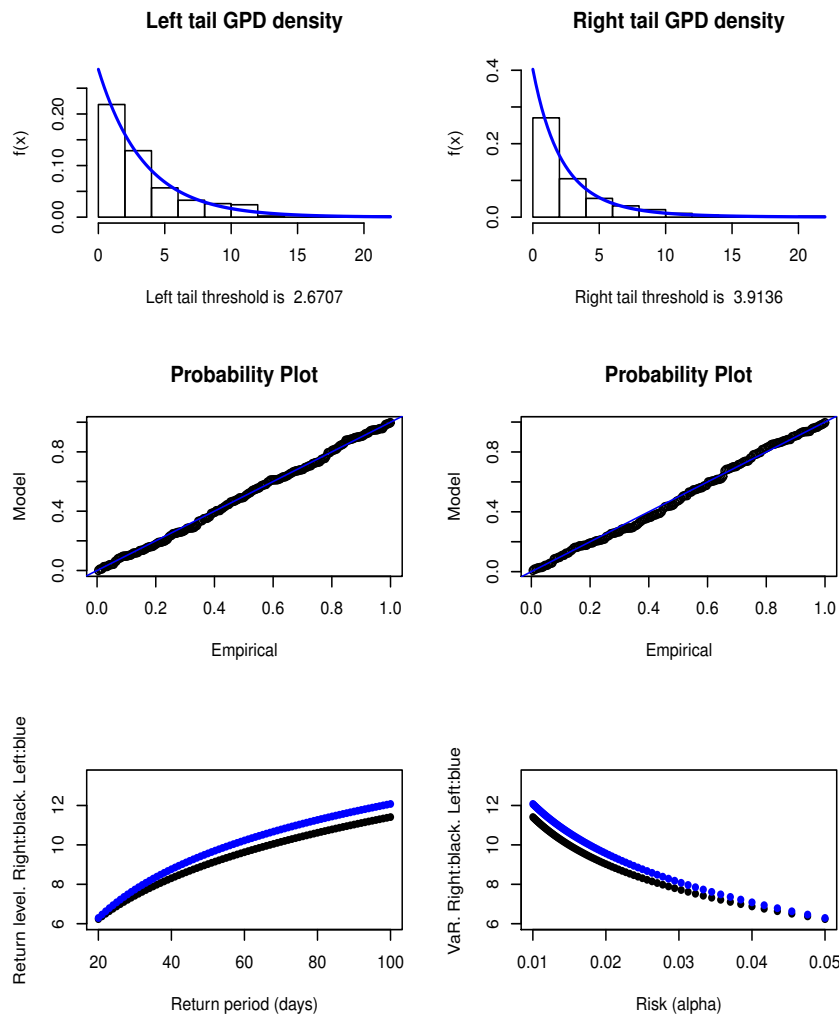 Left tail GPD density
f(x)
0.00 0.10 0.20
0 5 10 15 20
Left tail threshold is 2.6707
Right tail GPD density
f(x)
0.0 0.2 0.4
0 5 10 15 20
Right tail threshold is 3.9136
Probability Plot
Model
0.0 0.4 0.8
0.0 0.2 0.4 0.6 0.8 1.0
Empirical
Probability Plot
Model
0.0 0.4 0.8
0.0 0.2 0.4 0.6 0.8 1.0
Empirical
Return level. Right:black. Left:blue
6 8 10 12
20 40 60 80 100
Return period (days)
VaR. Right:black. Left:blue
6 8 10 12
0.01 0.02 0.03 0.04 0.05
Risk (alpha)